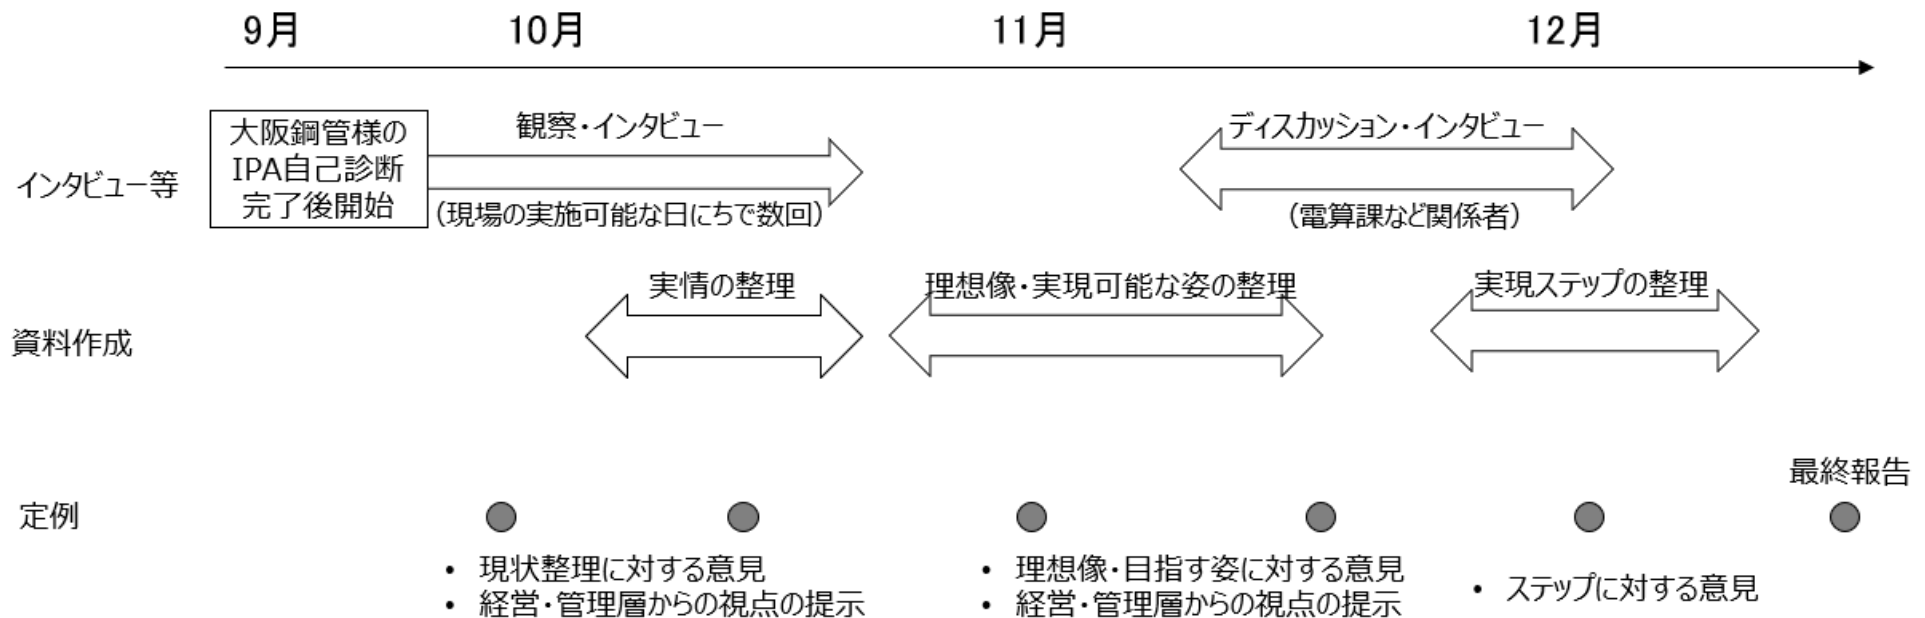 9月 10月 11月 12月
インタビュー等
大阪鋼管様の
IPA自己診断
完了後開始
観察・インタビュー
（現場の実施可能な日にちで数回）
ディスカッション・インタビュー
（電算課など関係者）
資料作成
実情の整理
理想像・実現可能な姿の整理
実現ステップの整理
定例
最終報告
• 現状整理に対する意見
• 経営・管理層からの視点の提示
• 理想像・目指す姿に対する意見
• 経営・管理層からの視点の提示
• ステップに対する意見